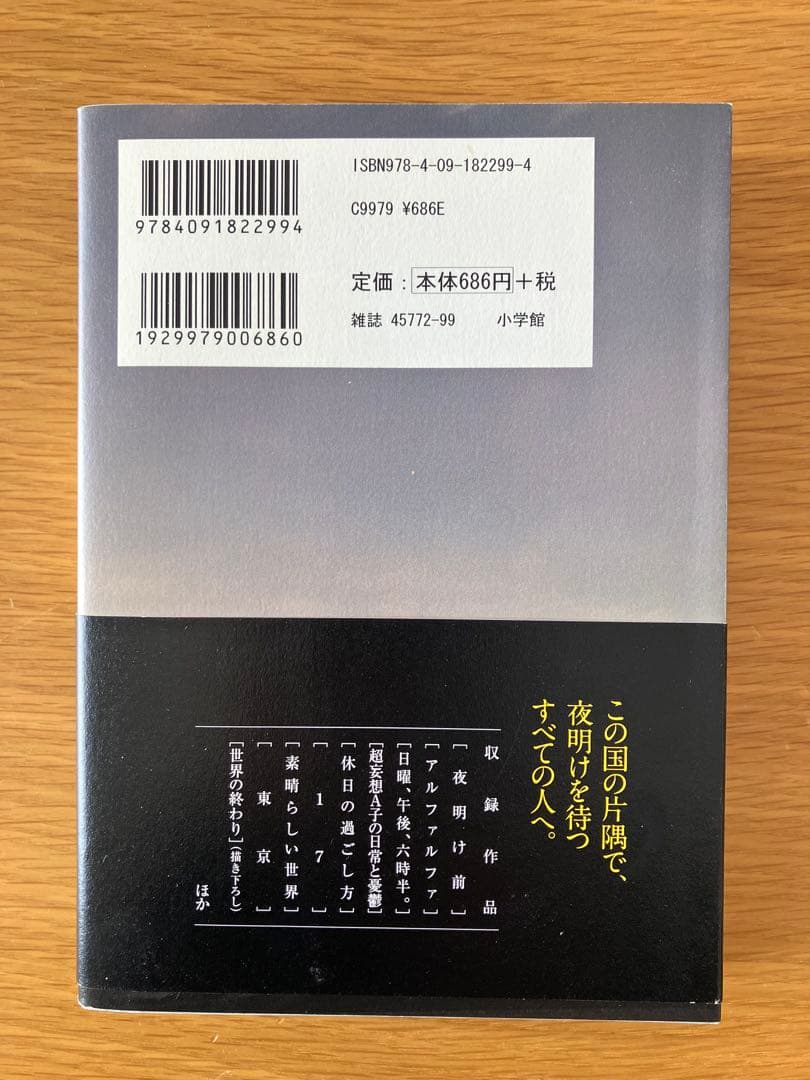 ISBN978-4-09-182299-4
9784091822994
C9979 ¥686E
定価：本体686円＋税
1929979006860
雑誌 45772-99 小学館
この国の片隅で、
夜明けを待つ
すべての人へ。
収録作品
［夜明け前］
［アルファルファ］
［日曜、午後、六時半。］
［超妄想A子の日常と憂鬱］
［休日の過ごし方］
［17］
［素晴らしい世界］
［東京］
［世界の終わり］（描き下ろし）
ほか